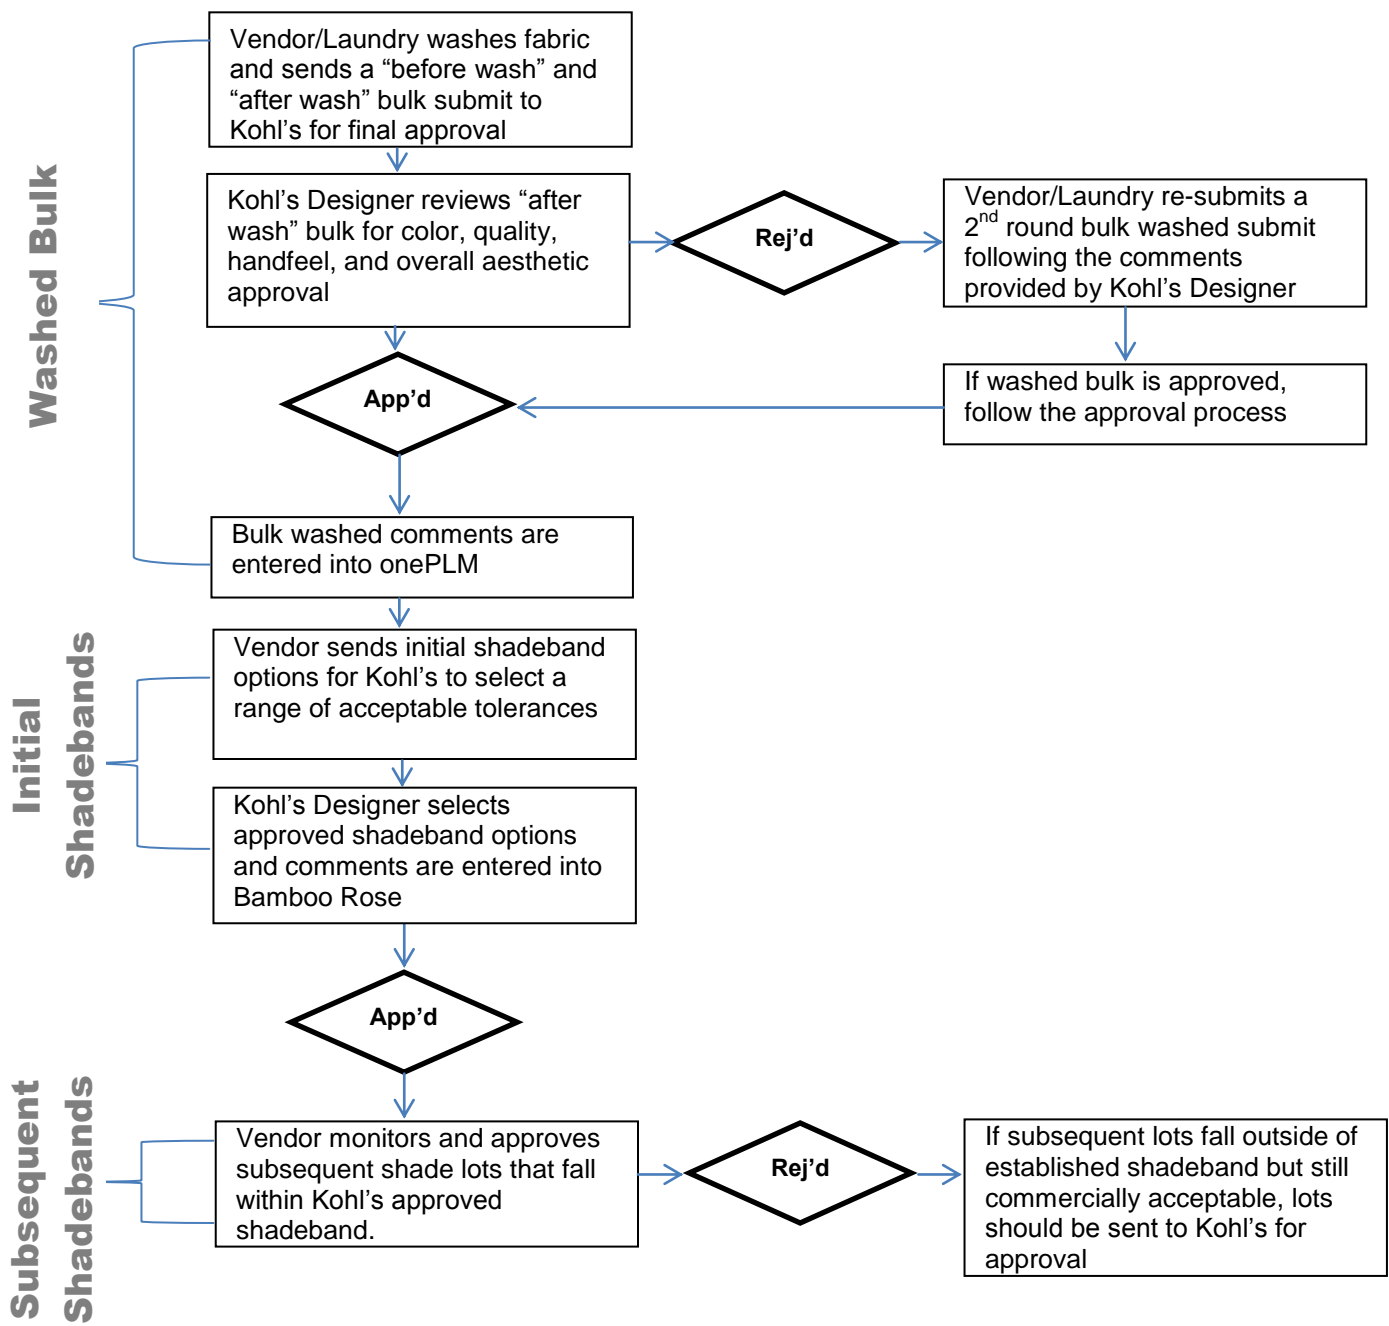 Washed Bulk
Vendor/Laundry washes fabric
and sends a “before wash” and
“after wash” bulk submit to
Kohl’s for final approval
Kohl’s Designer reviews “after
wash” bulk for color, quality,
handfeel, and overall aesthetic
approval
Rej’d
Vendor/Laundry re-submits a
2nd round bulk washed submit
following the comments
provided by Kohl’s Designer
If washed bulk is approved,
follow the approval process
App’d
Bulk washed comments are
entered into onePLM
Initial
Shadebands
Vendor sends initial shadeband
options for Kohl’s to select a
range of acceptable tolerances
Kohl’s Designer selects
approved shadeband options
and comments are entered into
Bamboo Rose
App’d
Subsequent
Shadebands
Vendor monitors and approves
subsequent shade lots that fall
within Kohl’s approved
shadeband.
Rej’d
If subsequent lots fall outside of
established shadeband but still
commercially acceptable, lots
should be sent to Kohl’s for
approval